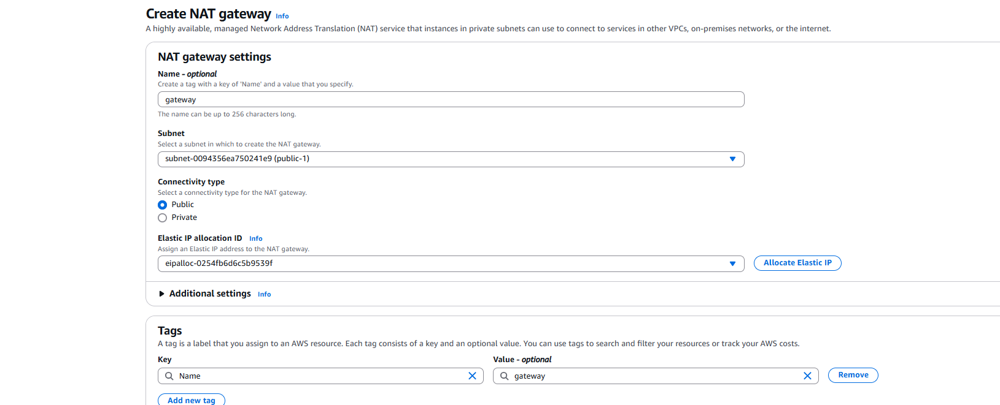 Create NAT gateway Info
A highly available, managed Network Address Translation (NAT) service that instances in private subnets can use to connect to services in other VPCs, on-premises networks, or the internet.
NAT gateway settings
Name - optional
Create a tag with a key of 'Name' and a value that you specify.
gateway
The name can be up to 256 characters long.
Subnet
Select a subnet in which to create the NAT gateway.
subnet-0094356ea750241e9 (public-1)
Connectivity type
Select a connectivity type for the NAT gateway.
Public
Private
Elastic IP allocation ID Info
Assign an Elastic IP address to the NAT gateway.
eipalloc-0254fb6d6c5b9539f Allocate Elastic IP
Additional settings Info
Tags
A tag is a label that you assign to an AWS resource. Each tag consists of a key and an optional value. You can use tags to search and filter your resources or track your AWS costs.
Key Value - optional
Name gateway Remove
Add new tag